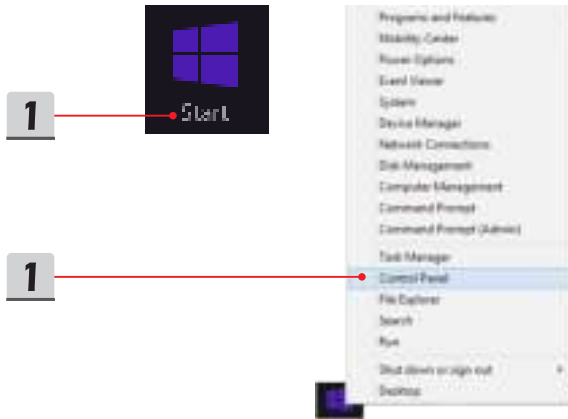 1
Start
1
Programs and Features
Mobility Center
Power Options
Event Viewer
System
Device Manager
Network Connections
Disk Management
Computer Management
Command Prompt
Command Prompt (Admin)
Task Manager
Control Panel
File Explorer
Search
Run
Shut down or sign out
Desktop